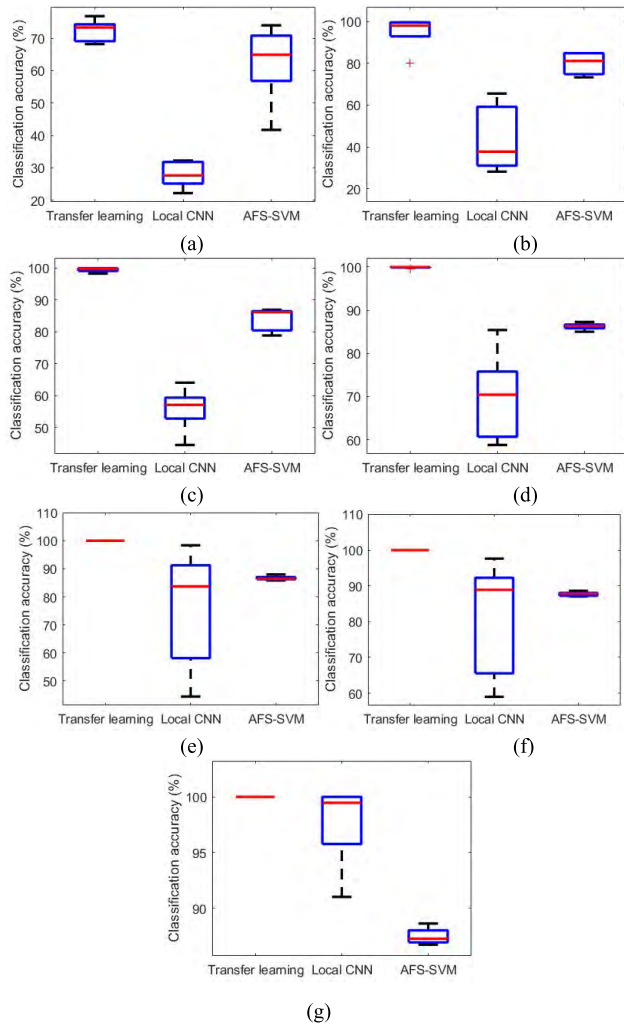 Classification accuracy (%)
70
60
50
40
30
20
Transfer learning Local CNN AFS-SVM
(a)
Classification accuracy (%)
100
80
60
40
20
Transfer learning Local CNN AFS-SVM
(b)
Classification accuracy (%)
100
90
80
70
60
50
Transfer learning Local CNN AFS-SVM
(c)
Classification accuracy (%)
100
90
80
70
60
Transfer learning Local CNN AFS-SVM
(d)
Classification accuracy (%)
110
100
90
80
70
60
50
Transfer learning Local CNN AFS-SVM
(e)
Classification accuracy (%)
110
100
90
80
70
60
Transfer learning Local CNN AFS-SVM
(f)
Classification accuracy (%)
100
95
90
Transfer learning Local CNN AFS-SVM
(g)